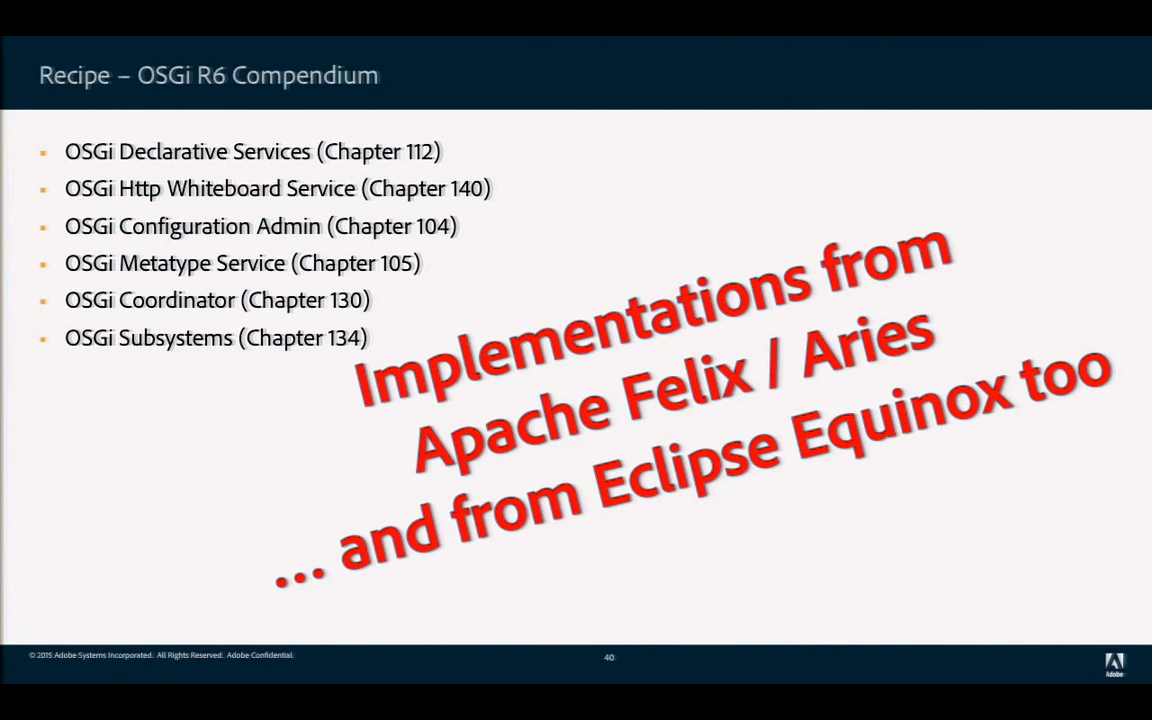 Recipe – OSGi R6 Compendium
▪ OSGi Declarative Services (Chapter 112)
▪ OSGi Http Whiteboard Service (Chapter 140)
▪ OSGi Configuration Admin (Chapter 104)
▪ OSGi Metatype Service (Chapter 105)
▪ OSGi Coordinator (Chapter 130)
▪ OSGi Subsystems (Chapter 134)
Implementations from
Apache Felix / Aries
... and from Eclipse Equinox too
© 2015 Adobe Systems Incorporated. All Rights Reserved. Adobe Confidential.
40
Adobe